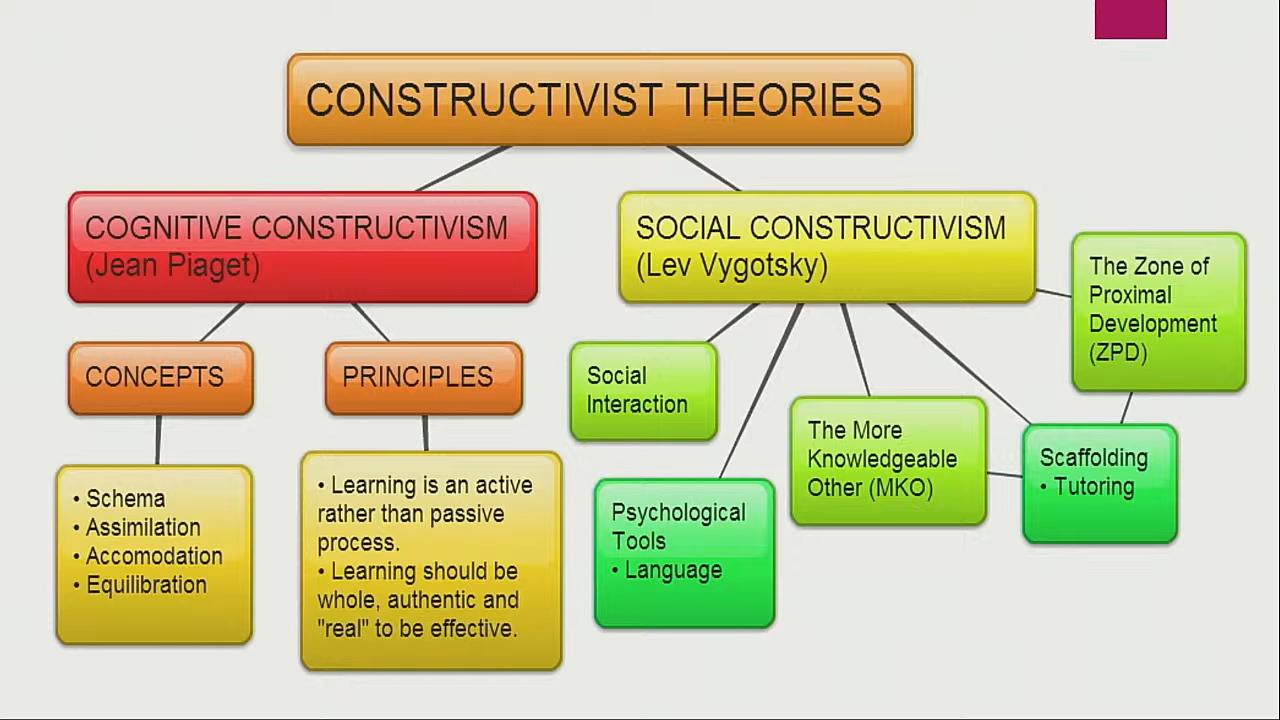 CONSTRUCTIVIST THEORIES
COGNITIVE CONSTRUCTIVISM
(Jean Piaget)
CONCEPTS
• Schema
• Assimilation
• Accomodation
• Equilibration
PRINCIPLES
• Learning is an active
rather than passive
process.
• Learning should be
whole, authentic and
"real" to be effective.
SOCIAL CONSTRUCTIVISM
(Lev Vygotsky)
Social
Interaction
Psychological
Tools
• Language
The More
Knowledgeable
Other (MKO)
Scaffolding
• Tutoring
The Zone of
Proximal
Development
(ZPD)